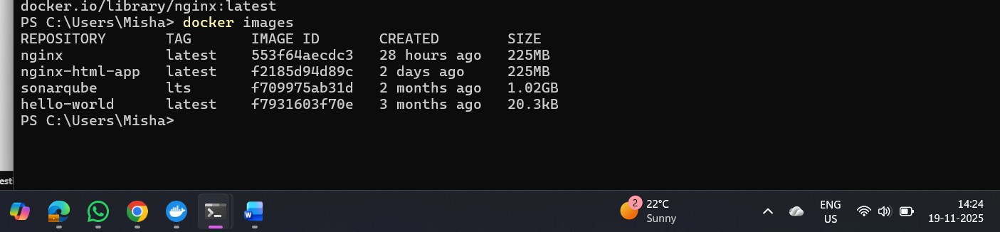 docker.io/library/nginx:latest
PS C:\Users\Misha> docker images
REPOSITORY TAG IMAGE ID CREATED SIZE
nginx latest 553f64aecdc3 28 hours ago 225MB
nginx-html-app latest f2185d94d89c 2 days ago 225MB
sonarqube lts f709975ab31d 2 months ago 1.02GB
hello-world latest f7931603f70e 3 months ago 20.3kB
PS C:\Users\Misha>
esti
2 22°C
Sunny
ENG
US
14:24
19-11-2025